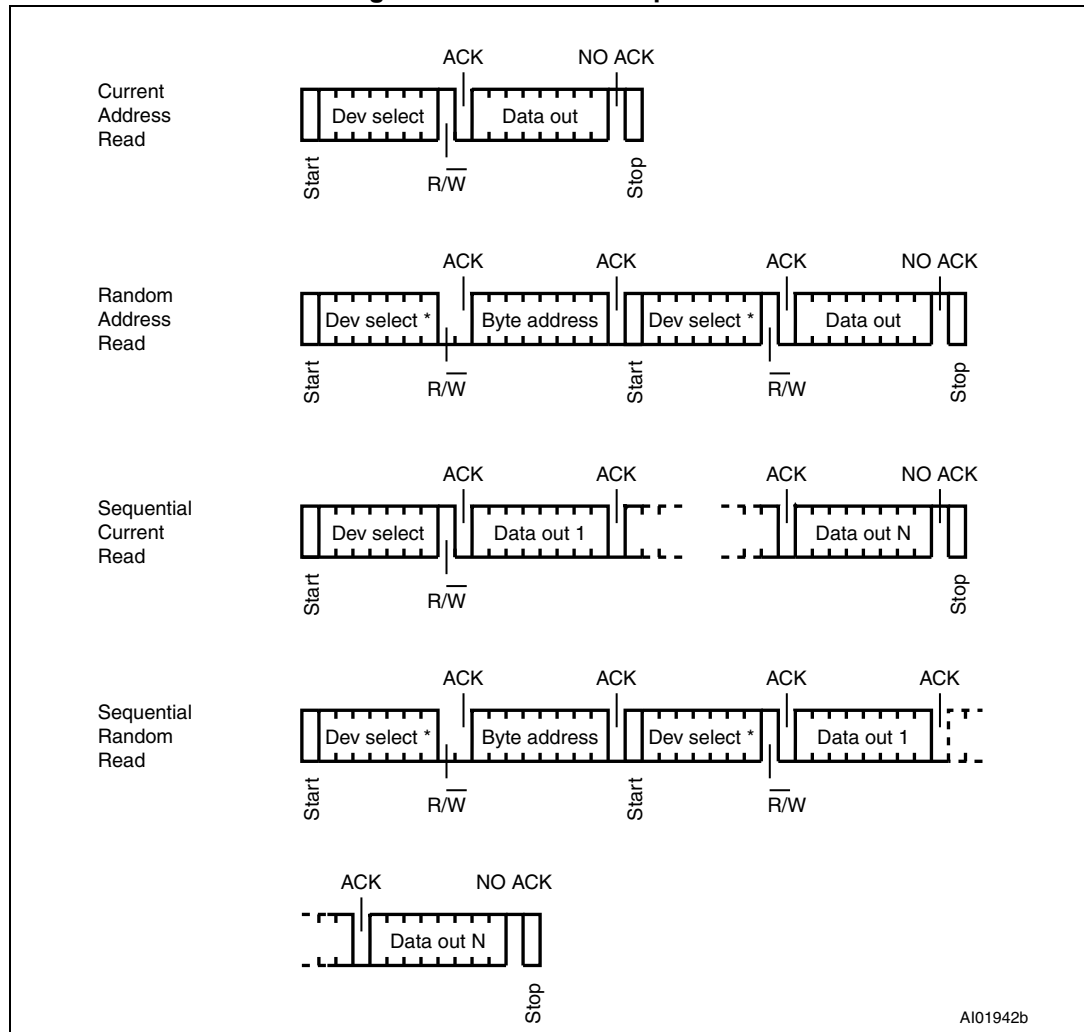 ACK NO ACK
Current
Address
Read
Dev select Data out
Start R/W̅ Stop
ACK ACK ACK NO ACK
Random
Address
Read
Dev select * Byte address Dev select * Data out
Start R/W̅ Start R̅/W Stop
ACK ACK ACK NO ACK
Sequential
Current
Read
Dev select Data out 1 Data out N
Start R/W̅ Stop
ACK ACK ACK ACK
Sequential
Random
Read
Dev select * Byte address Dev select * Data out 1
Start R/W̅ Start R̅/W
ACK NO ACK
Data out N
Stop
AI01942b